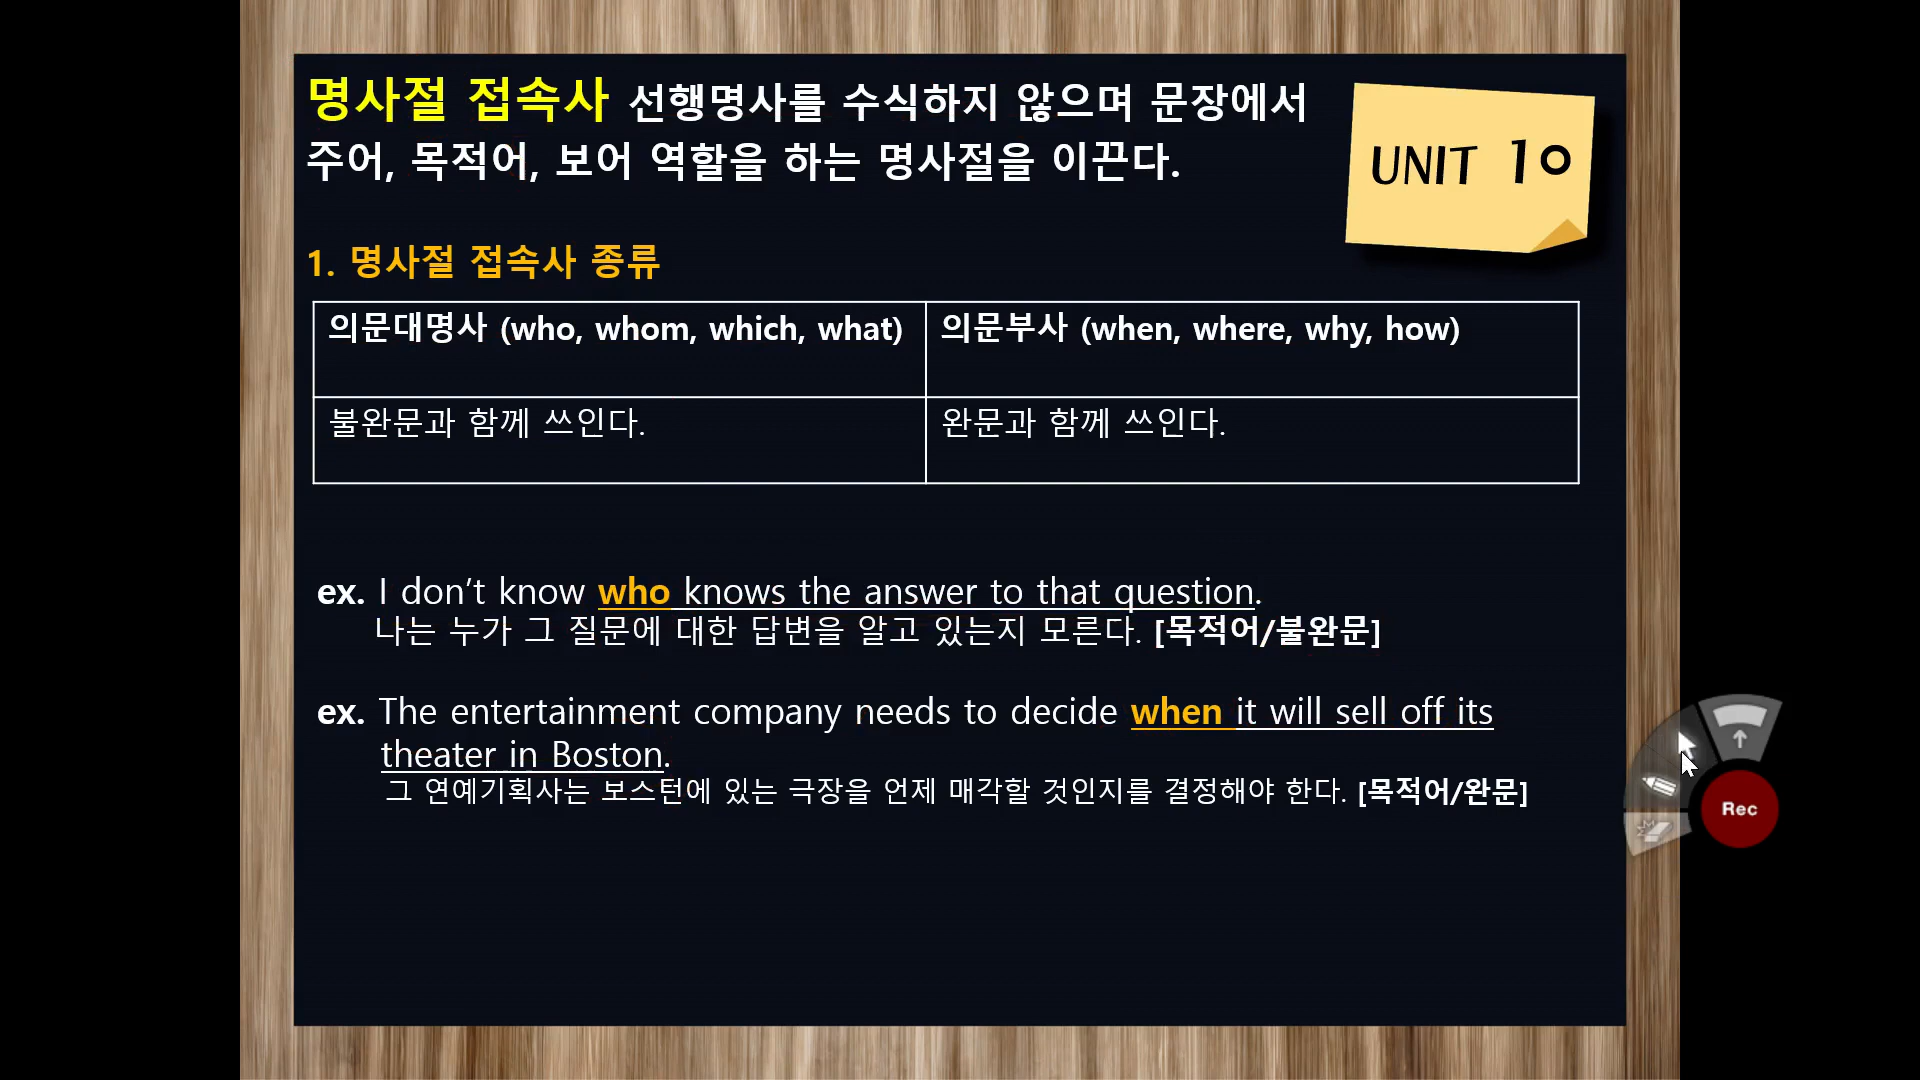 명사절 접속사 선행명사를 수식하지 않으며 문장에서
주어, 목적어, 보어 역할을 하는 명사절을 이끈다.
UNIT 10
1. 명사절 접속사 종류
의문대명사 (who, whom, which, what)
의문부사 (when, where, why, how)
불완문과 함께 쓰인다.
완문과 함께 쓰인다.
ex. I don’t know who knows the answer to that question.
나는 누가 그 질문에 대한 답변을 알고 있는지 모른다. [목적어/불완문]
ex. The entertainment company needs to decide when it will sell off its
theater in Boston.
그 연예기획사는 보스턴에 있는 극장을 언제 매각할 것인지를 결정해야 한다. [목적어/완문]
Rec